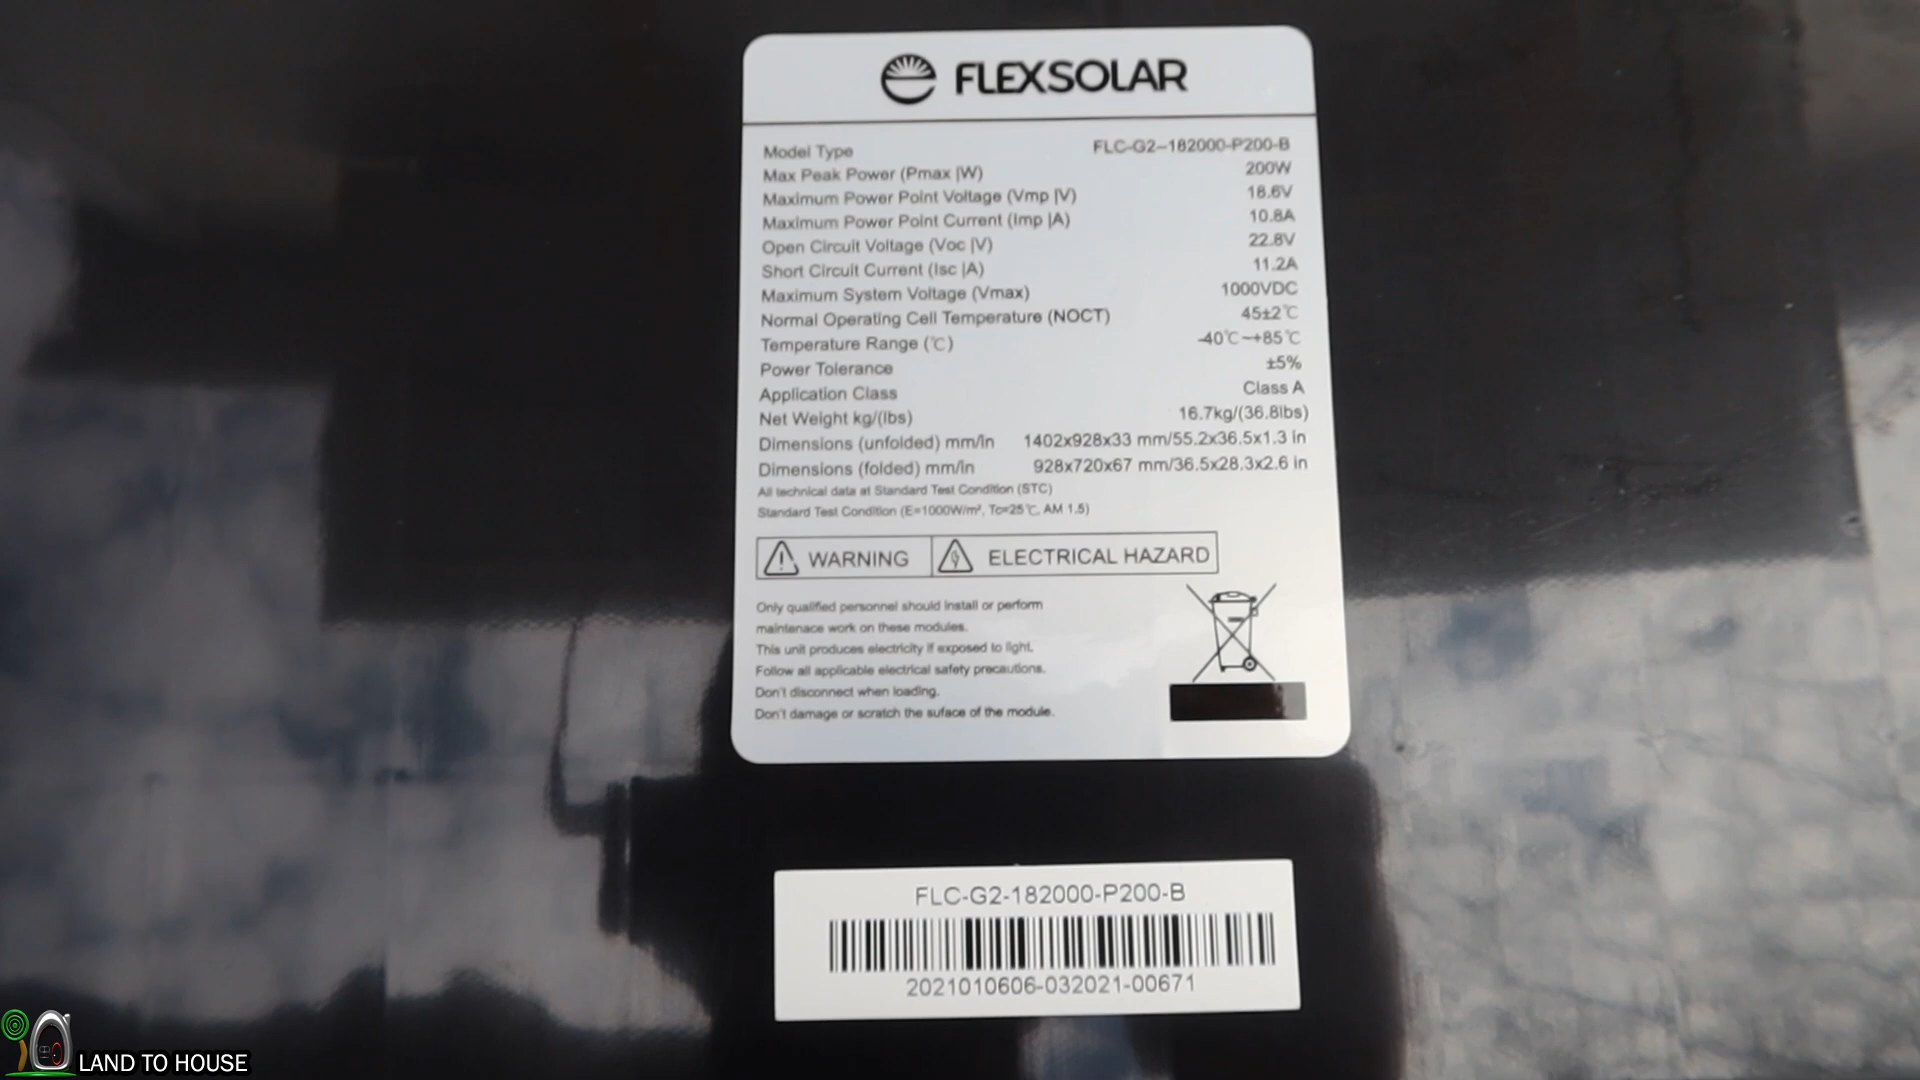 FLEXSOLAR
Model Type FLC-G2-182000-P200-B
Max Peak Power (Pmax |W) 200W
Maximum Power Point Voltage (Vmp |V) 18.6V
Maximum Power Point Current (Imp |A) 10.8A
Open Circuit Voltage (Voc |V) 22.8V
Short Circuit Current (Isc |A) 11.2A
Maximum System Voltage (Vmax) 1000VDC
Normal Operating Cell Temperature (NOCT) 45±2℃
Temperature Range (℃) -40℃~+85℃
Power Tolerance ±5%
Application Class Class A
Net Weight kg/(lbs) 16.7kg/(36.8lbs)
Dimensions (unfolded) mm/in 1402x928x33 mm/55.2x36.5x1.3 in
Dimensions (folded) mm/in 928x720x67 mm/36.5x28.3x2.6 in
All technical data at Standard Test Condition (STC)
Standard Test Condition (E=1000W/m², Tc=25℃, AM 1.5)
WARNING ELECTRICAL HAZARD
Only qualified personnel should install or perform
maintenace work on these modules.
This unit produces electricity if exposed to light.
Follow all applicable electrical safety precautions.
Don't disconnect when loading.
Don't damage or scratch the suface of the module.
FLC-G2-182000-P200-B
2021010606-032021-00671
LAND TO HOUSE